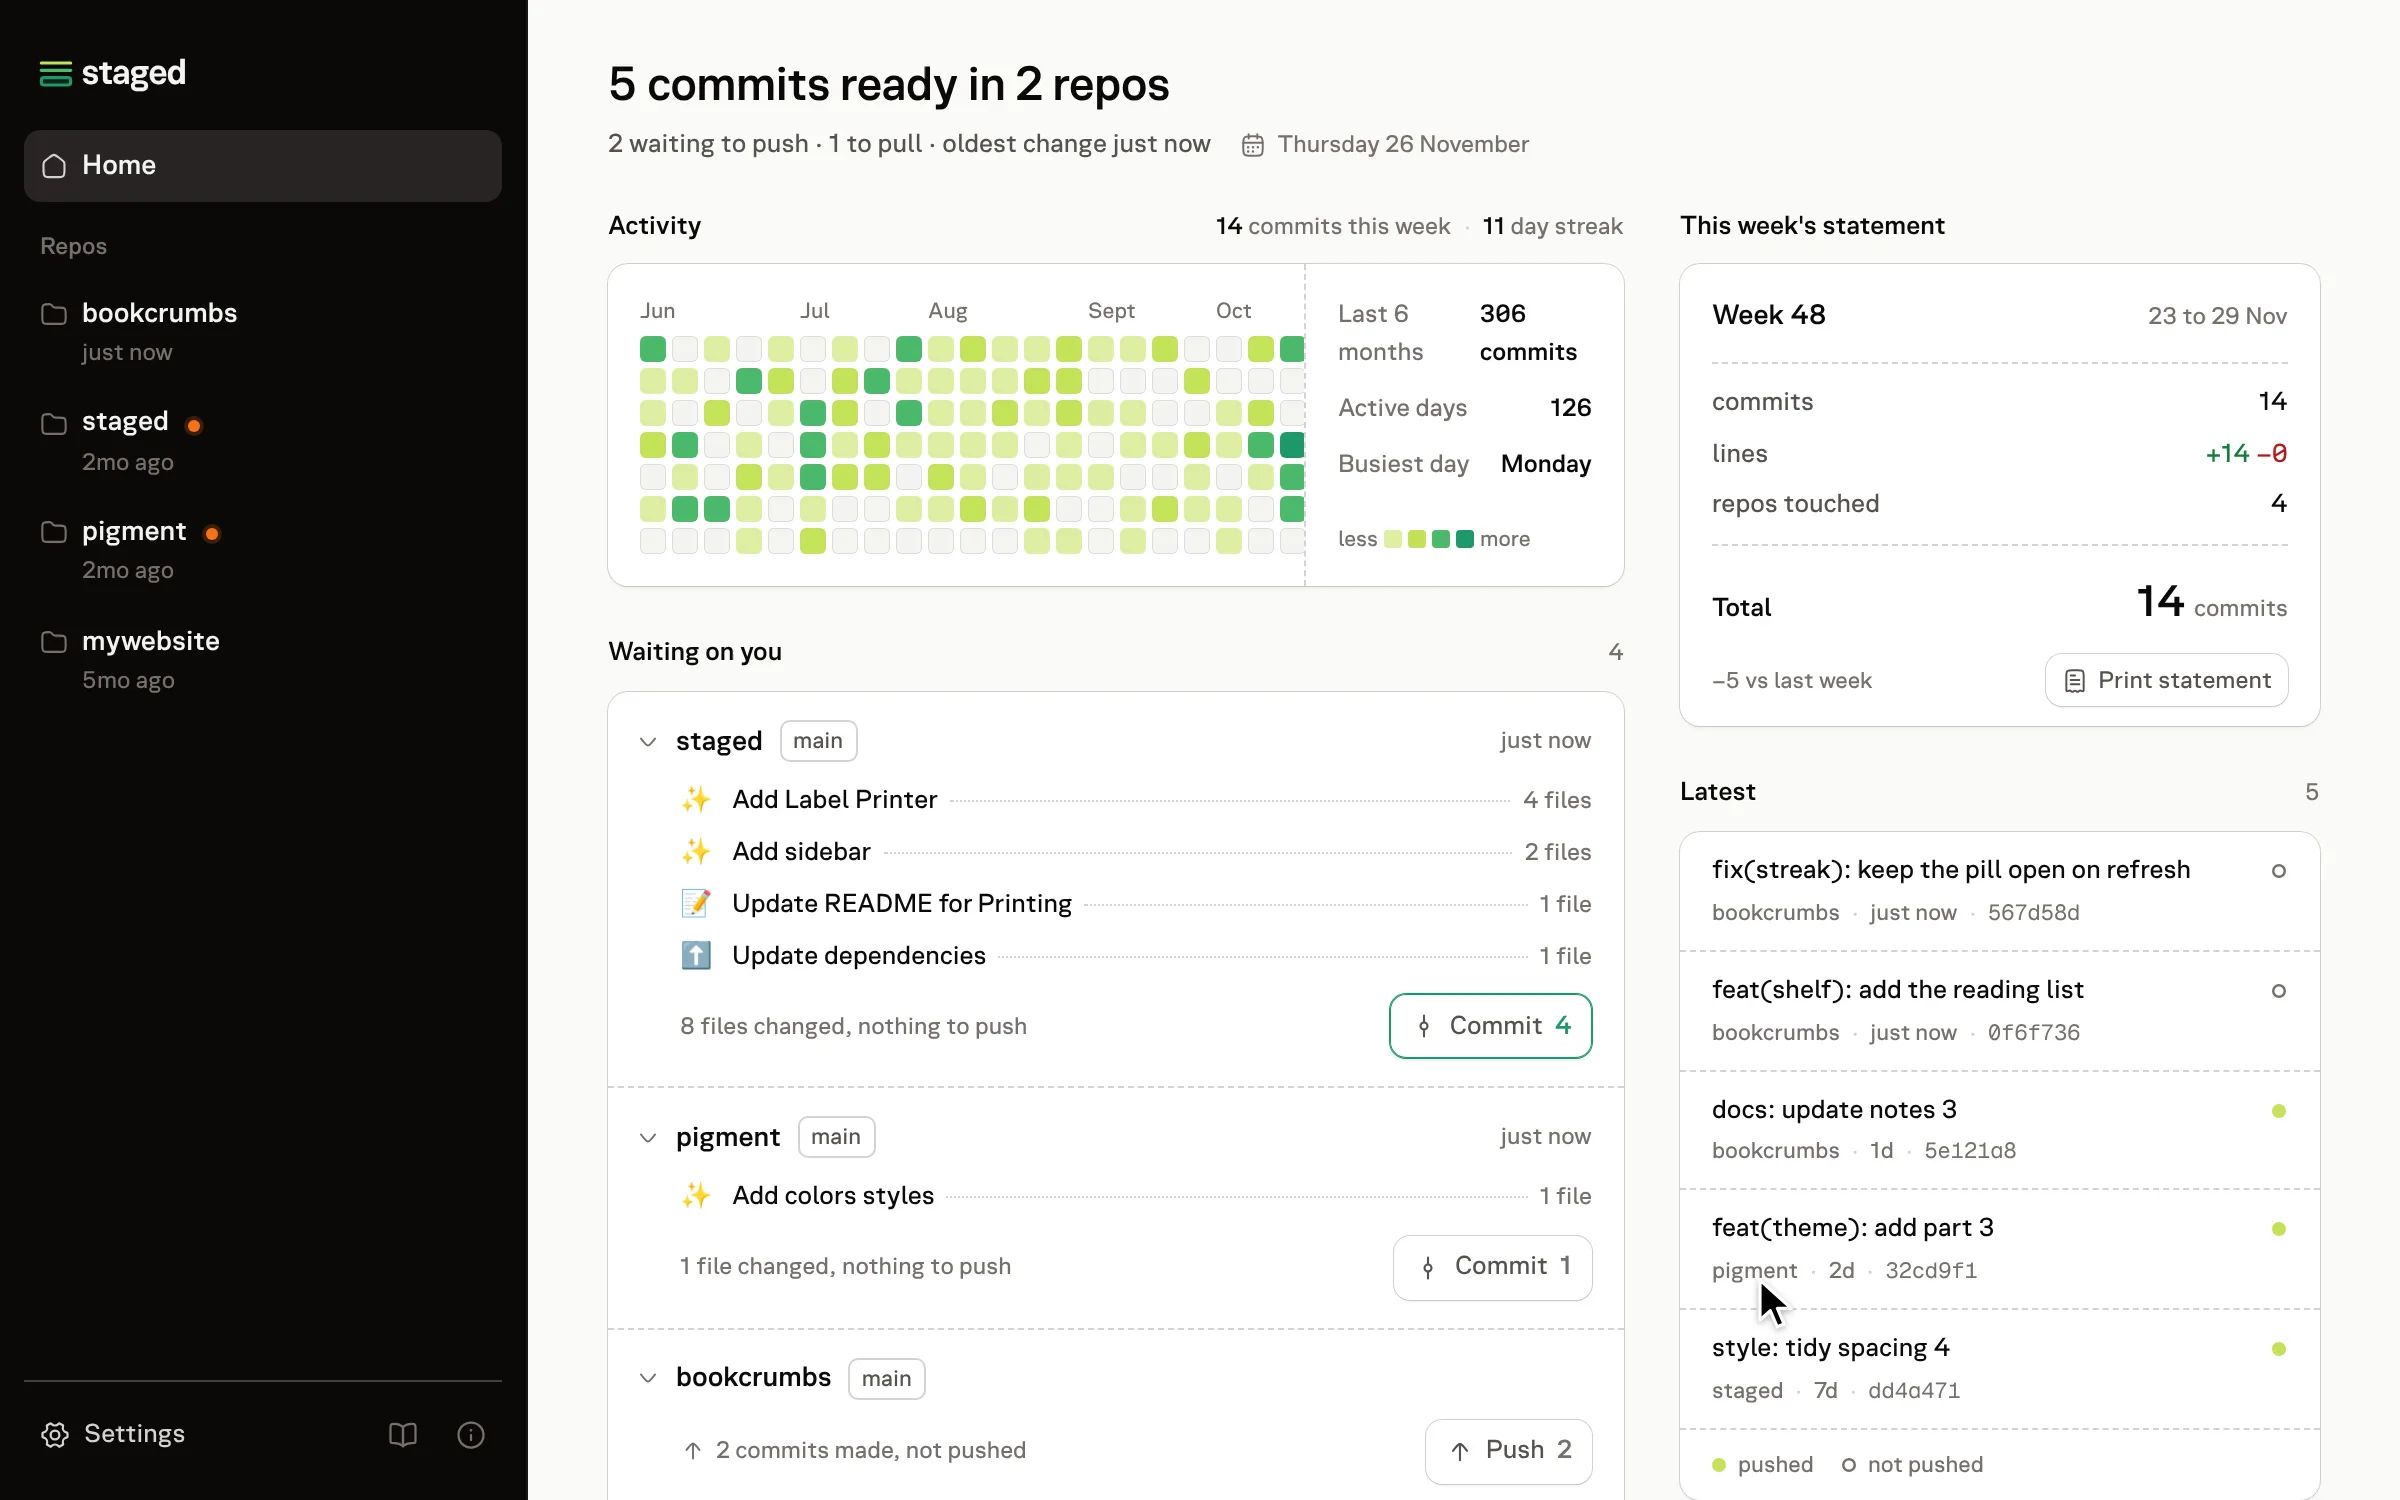 staged
Home
Repos
bookcrumbs
just now
staged
2mo ago
pigment
2mo ago
mywebsite
5mo ago
Settings
5 commits ready in 2 repos
2 waiting to push · 1 to pull · oldest change just now
Thursday 26 November
Activity
14 commits this week · 11 day streak
Jun Jul Aug Sept Oct
Last 6 months 306 commits
Active days 126
Busiest day Monday
less more
Waiting on you 4
staged main just now
Add Label Printer 4 files
Add sidebar 2 files
Update README for Printing 1 file
Update dependencies 1 file
8 files changed, nothing to push
Commit 4
pigment main just now
Add colors styles 1 file
1 file changed, nothing to push
Commit 1
bookcrumbs main
2 commits made, not pushed
Push 2
This week's statement
Week 48 23 to 29 Nov
commits 14
lines +14 −0
repos touched 4
Total 14 commits
−5 vs last week
Print statement
Latest 5
fix(streak): keep the pill open on refresh
bookcrumbs · just now · 567d58d
feat(shelf): add the reading list
bookcrumbs · just now · 0f6f736
docs: update notes 3
bookcrumbs · 1d · 5e121a8
feat(theme): add part 3
pigment · 2d · 32cd9f1
style: tidy spacing 4
staged · 7d · dd4a471
pushed not pushed